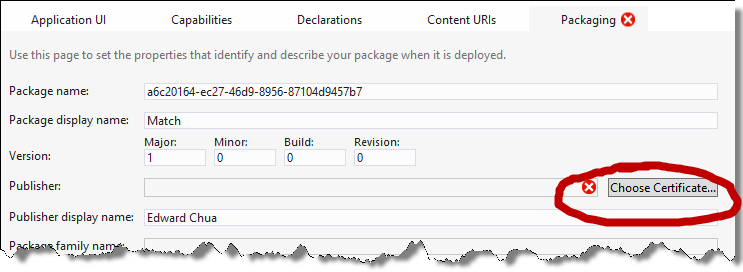 Application UI Capabilities Declarations Content URIs Packaging
Use this page to set the properties that identify and describe your package when it is deployed.
Package name: a6c20164-ec27-46d9-8956-87104d9457b7
Package display name: Match
Major: Minor: Build: Revision:
Version: 1 0 0 0
Publisher: Choose Certificate...
Publisher display name: Edward Chua
Package family name: